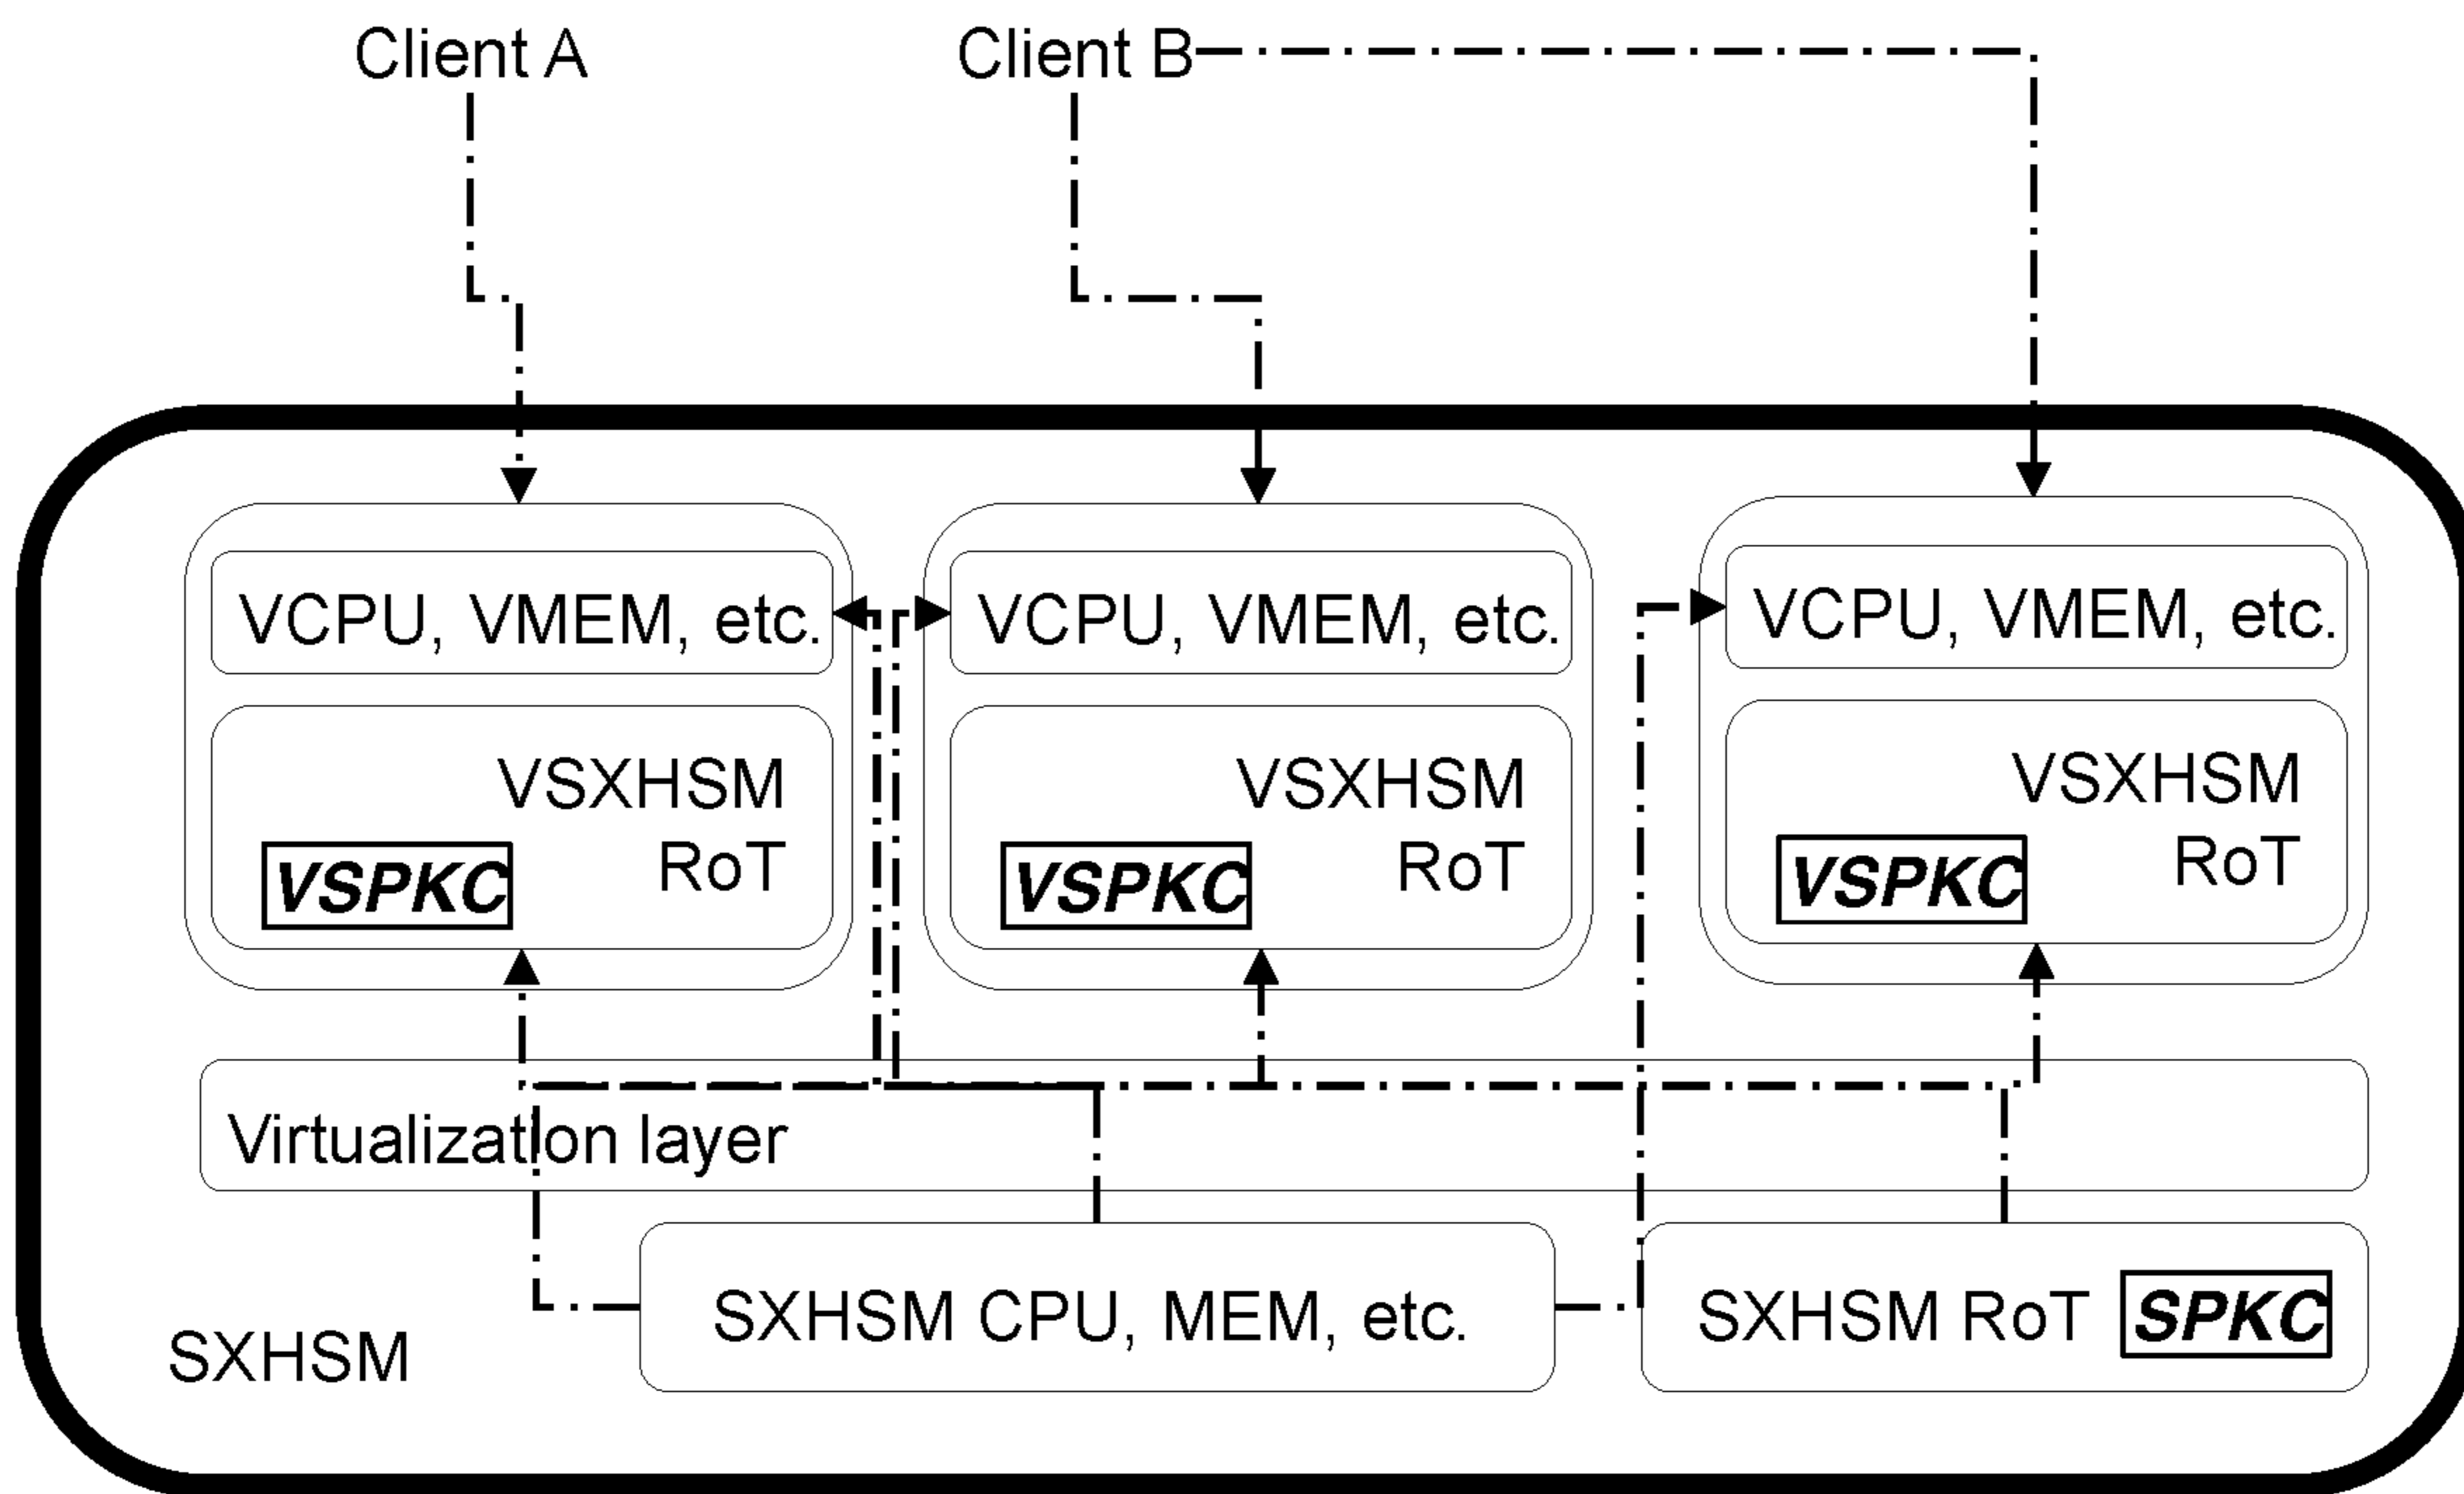 Client A
Client B
VCPU, VMEM, etc.
VCPU, VMEM, etc.
VCPU, VMEM, etc.
VSXHSM
RoT
VSPKC
VSXHSM
RoT
VSPKC
VSXHSM
RoT
VSPKC
Virtualization layer
SXHSM CPU, MEM, etc.
SXHSM RoT
SPKC
SXHSM